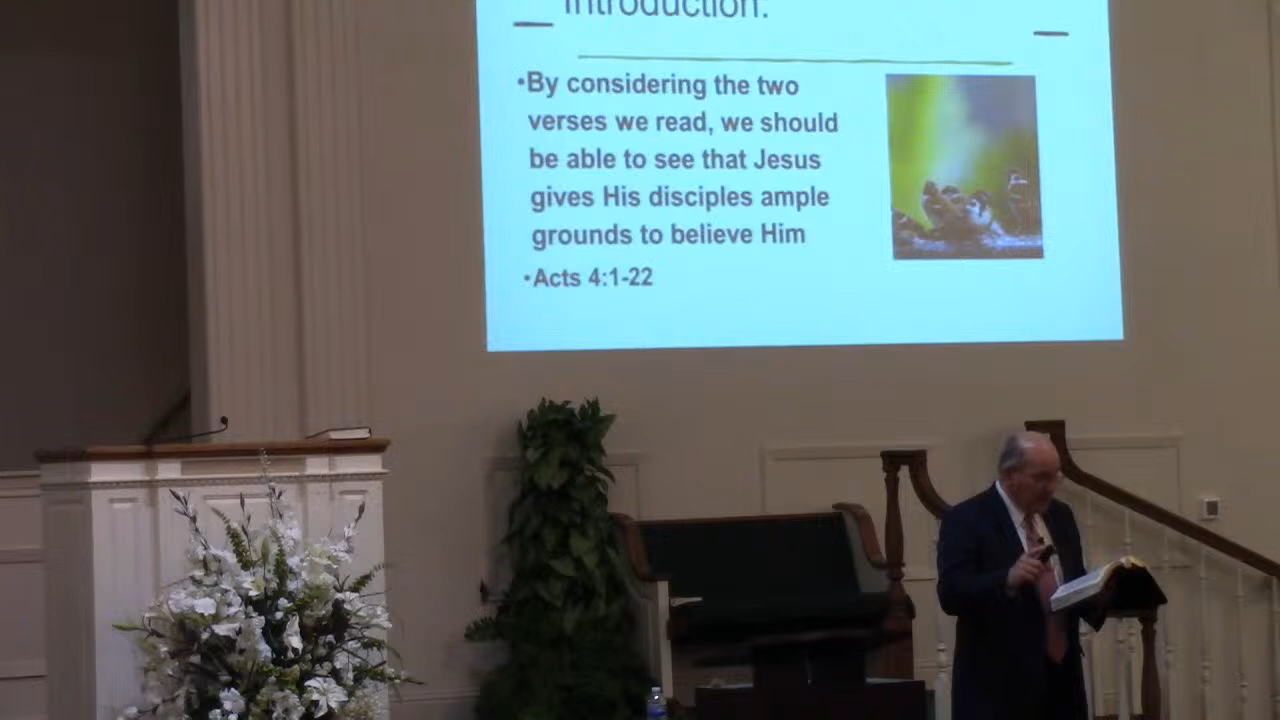 Introduction:
•By considering the two
verses we read, we should
be able to see that Jesus
gives His disciples ample
grounds to believe Him
•Acts 4:1-22